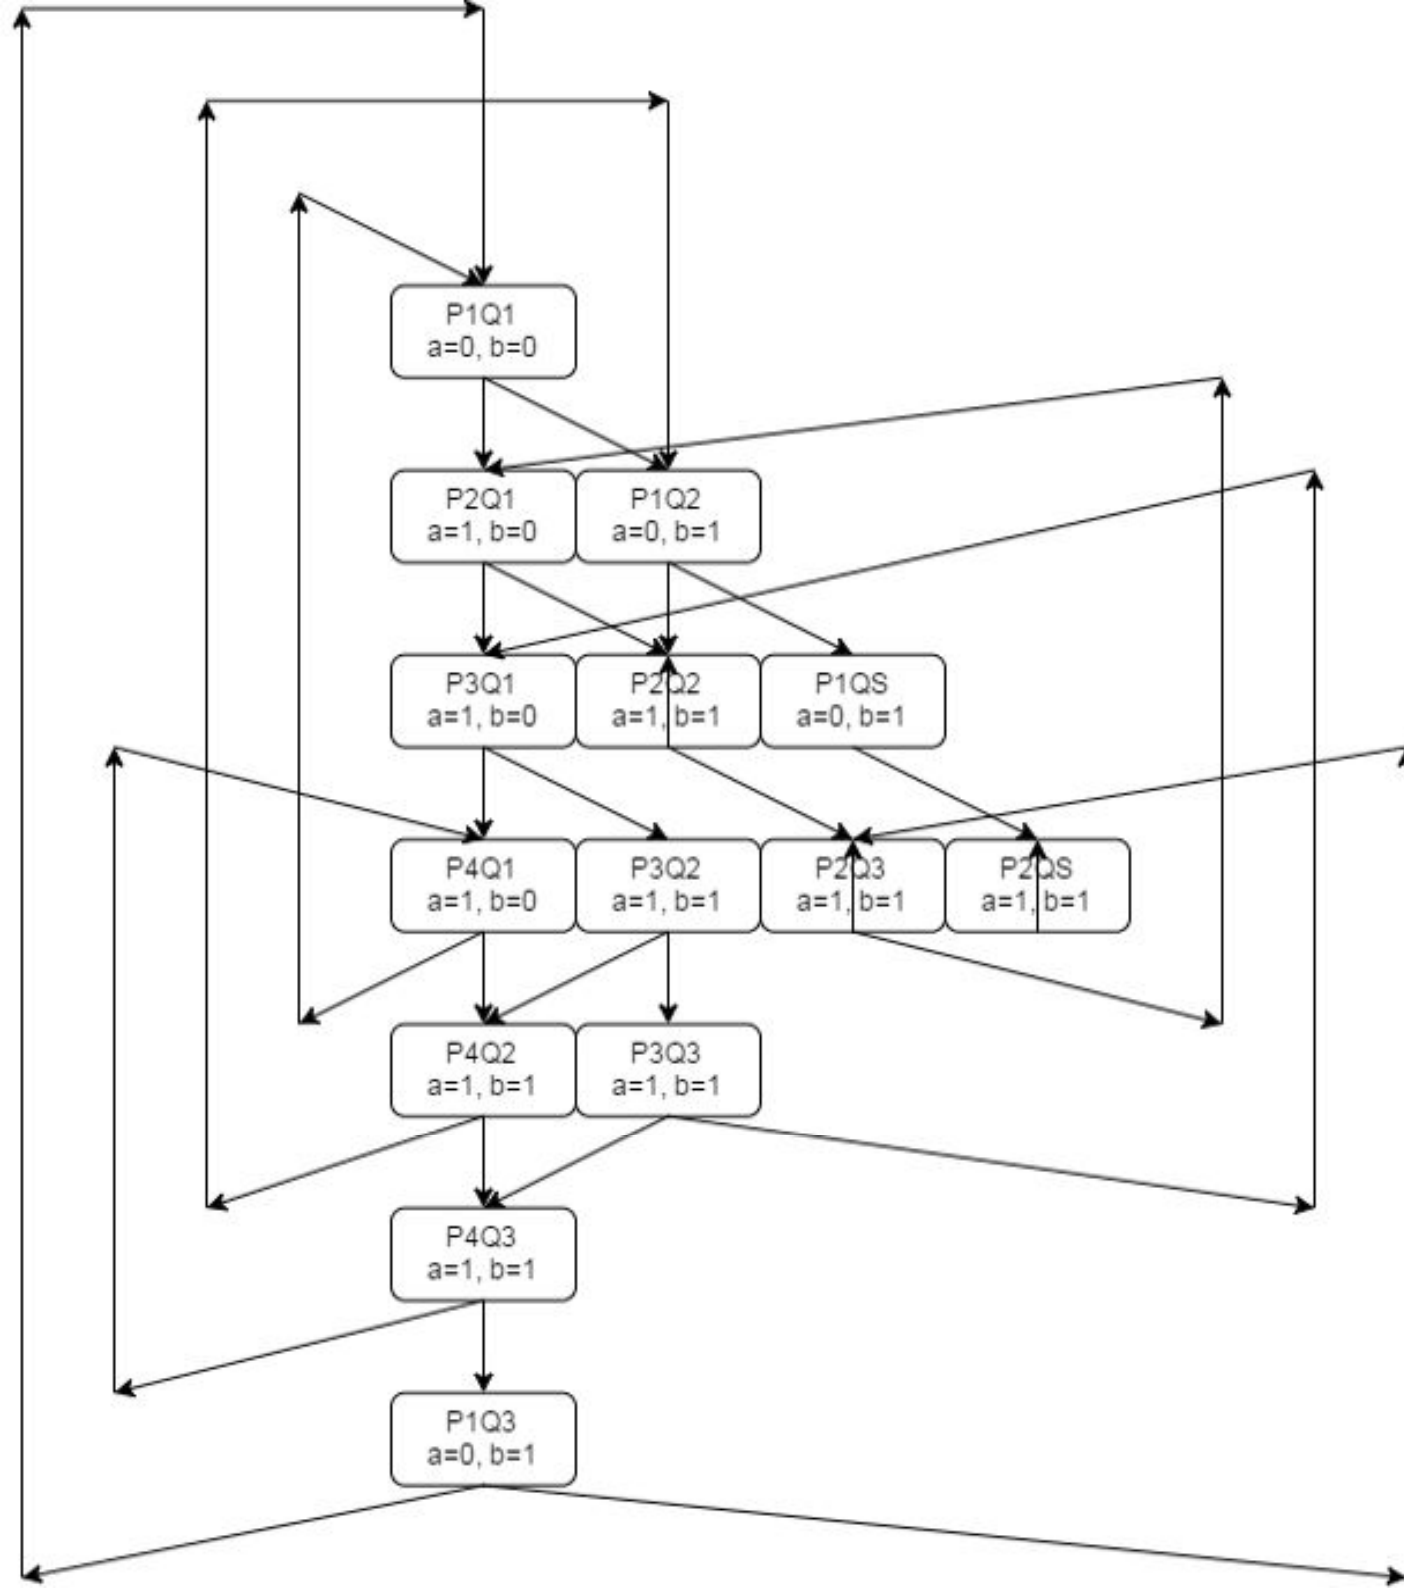 P1Q1
a=0, b=0
P2Q1
a=1, b=0
P1Q2
a=0, b=1
P3Q1
a=1, b=0
P2Q2
a=1, b=1
P1QS
a=0, b=1
P4Q1
a=1, b=0
P3Q2
a=1, b=1
P2Q3
a=1, b=1
P2QS
a=1, b=1
P4Q2
a=1, b=1
P3Q3
a=1, b=1
P4Q3
a=1, b=1
P1Q3
a=0, b=1